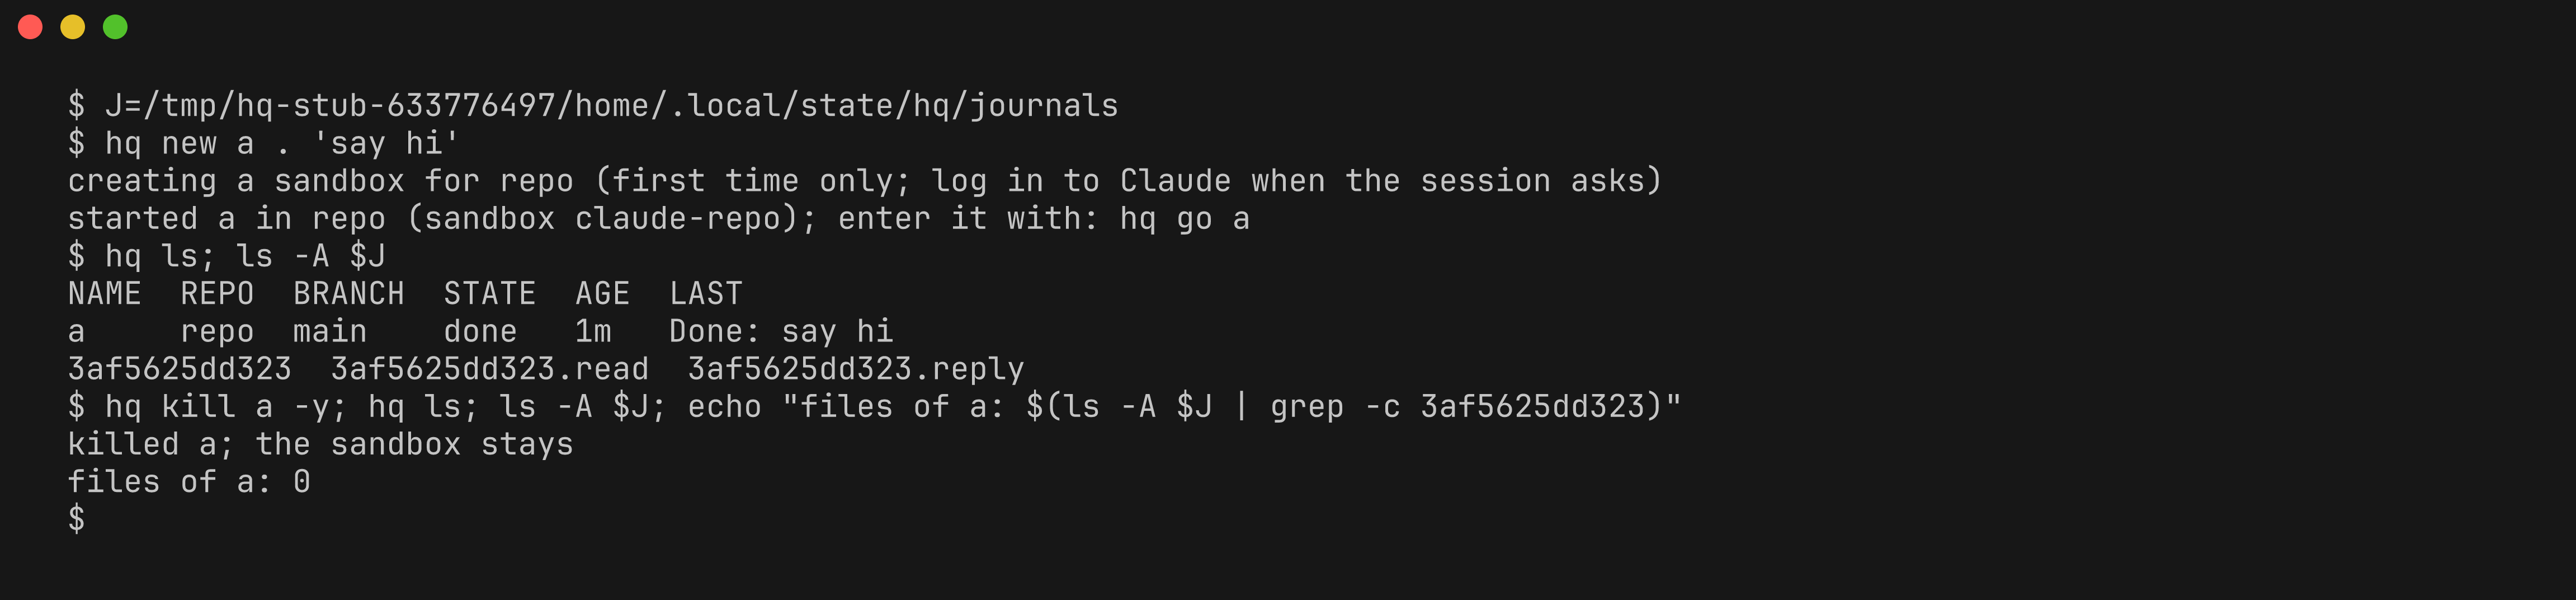 $ J=/tmp/hq-stub-633776497/home/.local/state/hq/journals
$ hq new a . 'say hi'
creating a sandbox for repo (first time only; log in to Claude when the session asks)
started a in repo (sandbox claude-repo); enter it with: hq go a
$ hq ls; ls -A $J
NAME  REPO  BRANCH  STATE  AGE  LAST
a     repo  main    done   1m   Done: say hi
3af5625dd323  3af5625dd323.read  3af5625dd323.reply
$ hq kill a -y; hq ls; ls -A $J; echo "files of a: $(ls -A $J | grep -c 3af5625dd323)"
killed a; the sandbox stays
files of a: 0
$